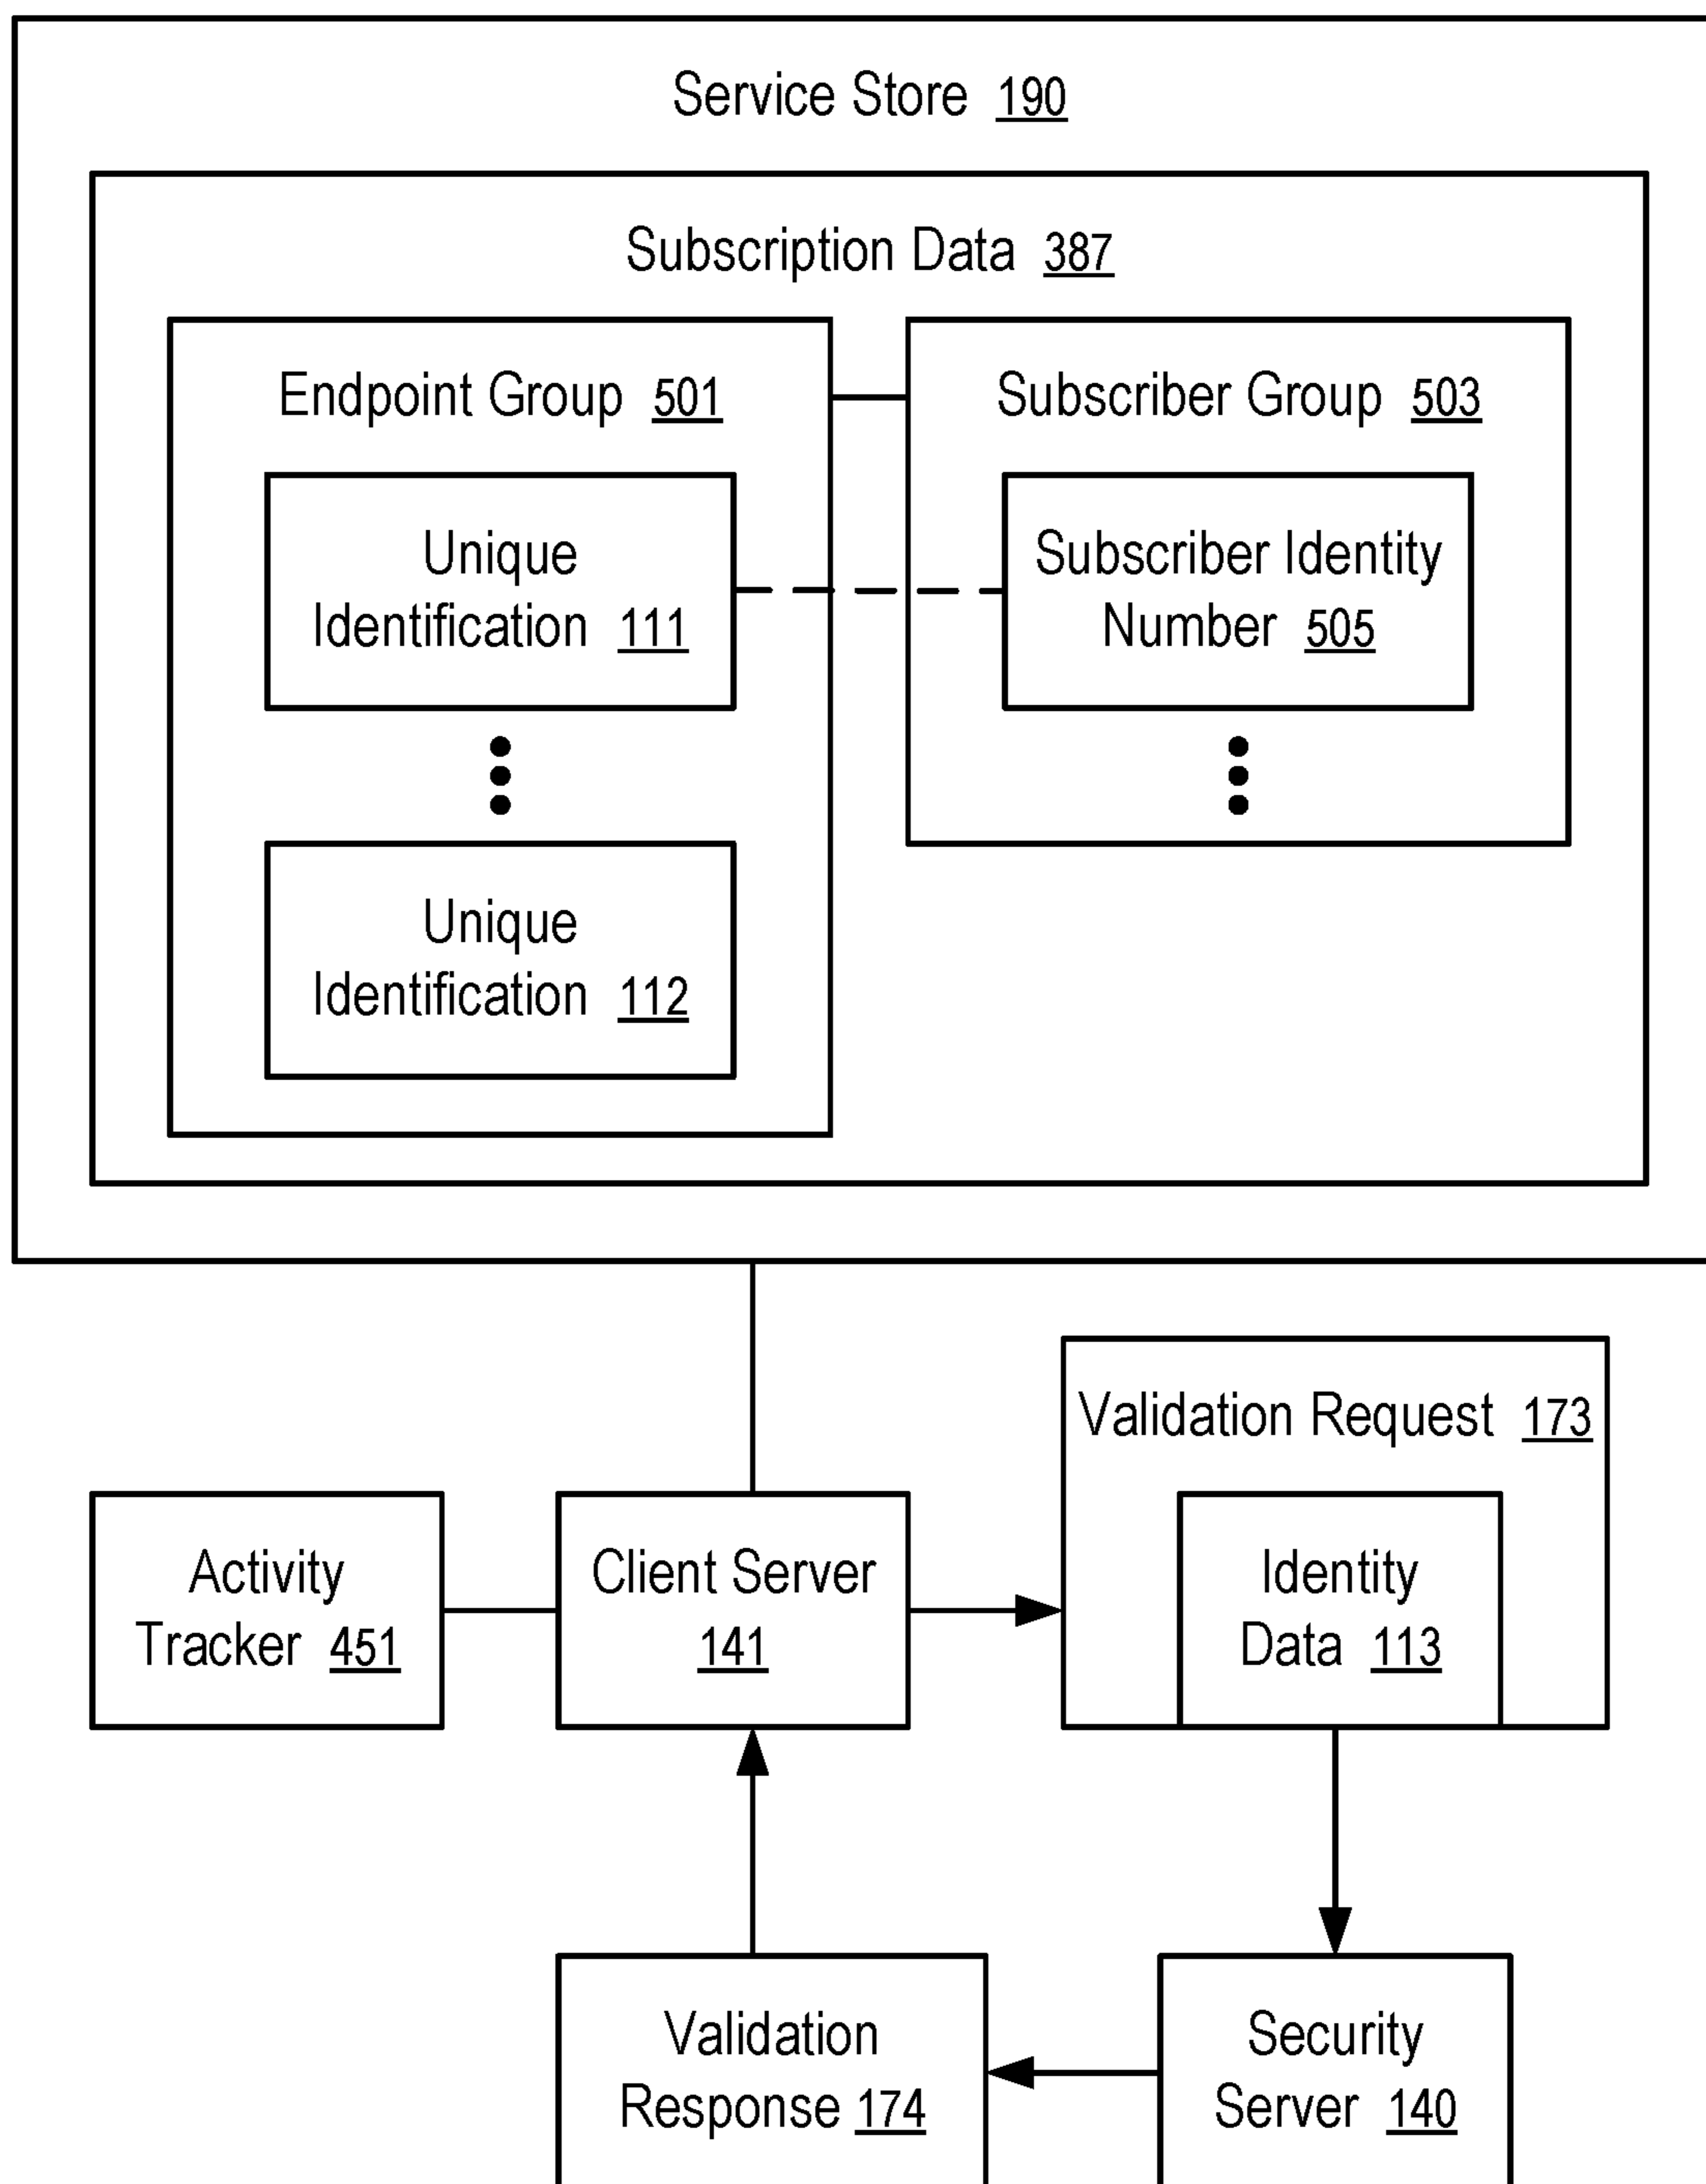 Service Store 190
Subscription Data 387
Endpoint Group 501
Subscriber Group 503
Unique
Identification 111
Subscriber Identity
Number 505
Unique
Identification 112
Validation Request 173
Activity
Tracker 451
Client Server
141
Identity
Data 113
Validation
Response 174
Security
Server 140